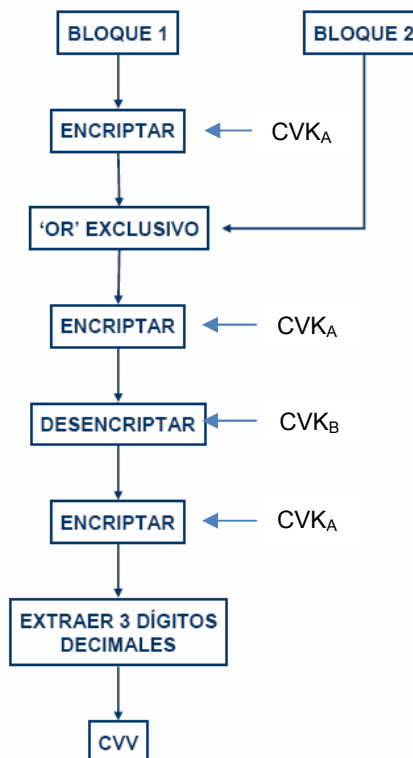 BLOQUE 1
BLOQUE 2
ENCRIPTAR
CVKA
‘OR’ EXCLUSIVO
ENCRIPTAR
CVKA
DESENCRIPTAR
CVKB
ENCRIPTAR
CVKA
EXTRAER 3 DÍGITOS
DECIMALES
CVV